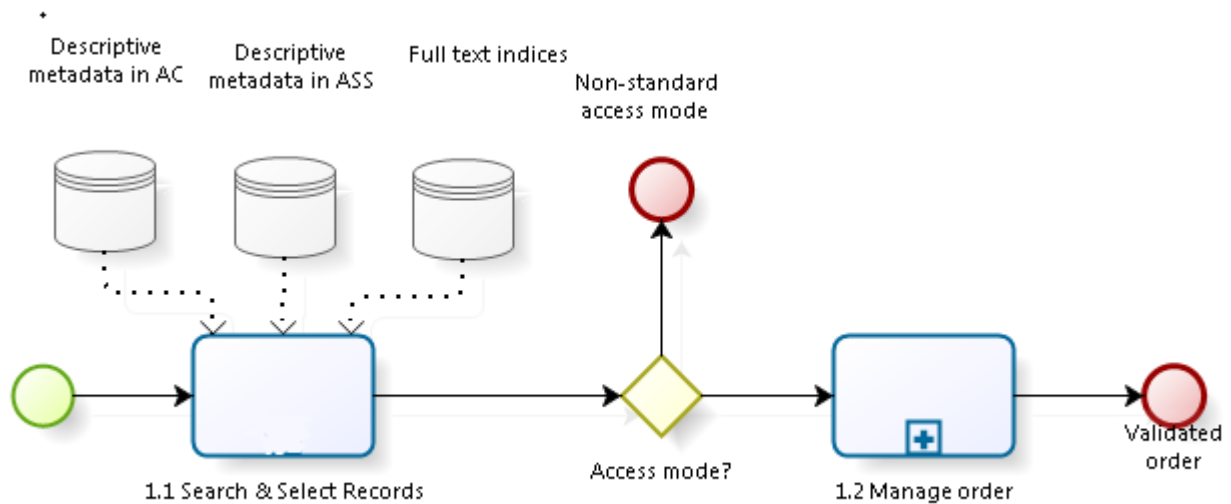 Descriptive
metadata in AC
Descriptive
metadata in ASS
Full text indices
Non-standard
access mode
Access mode?
1.1 Search & Select Records
1.2 Manage order
Validated
order